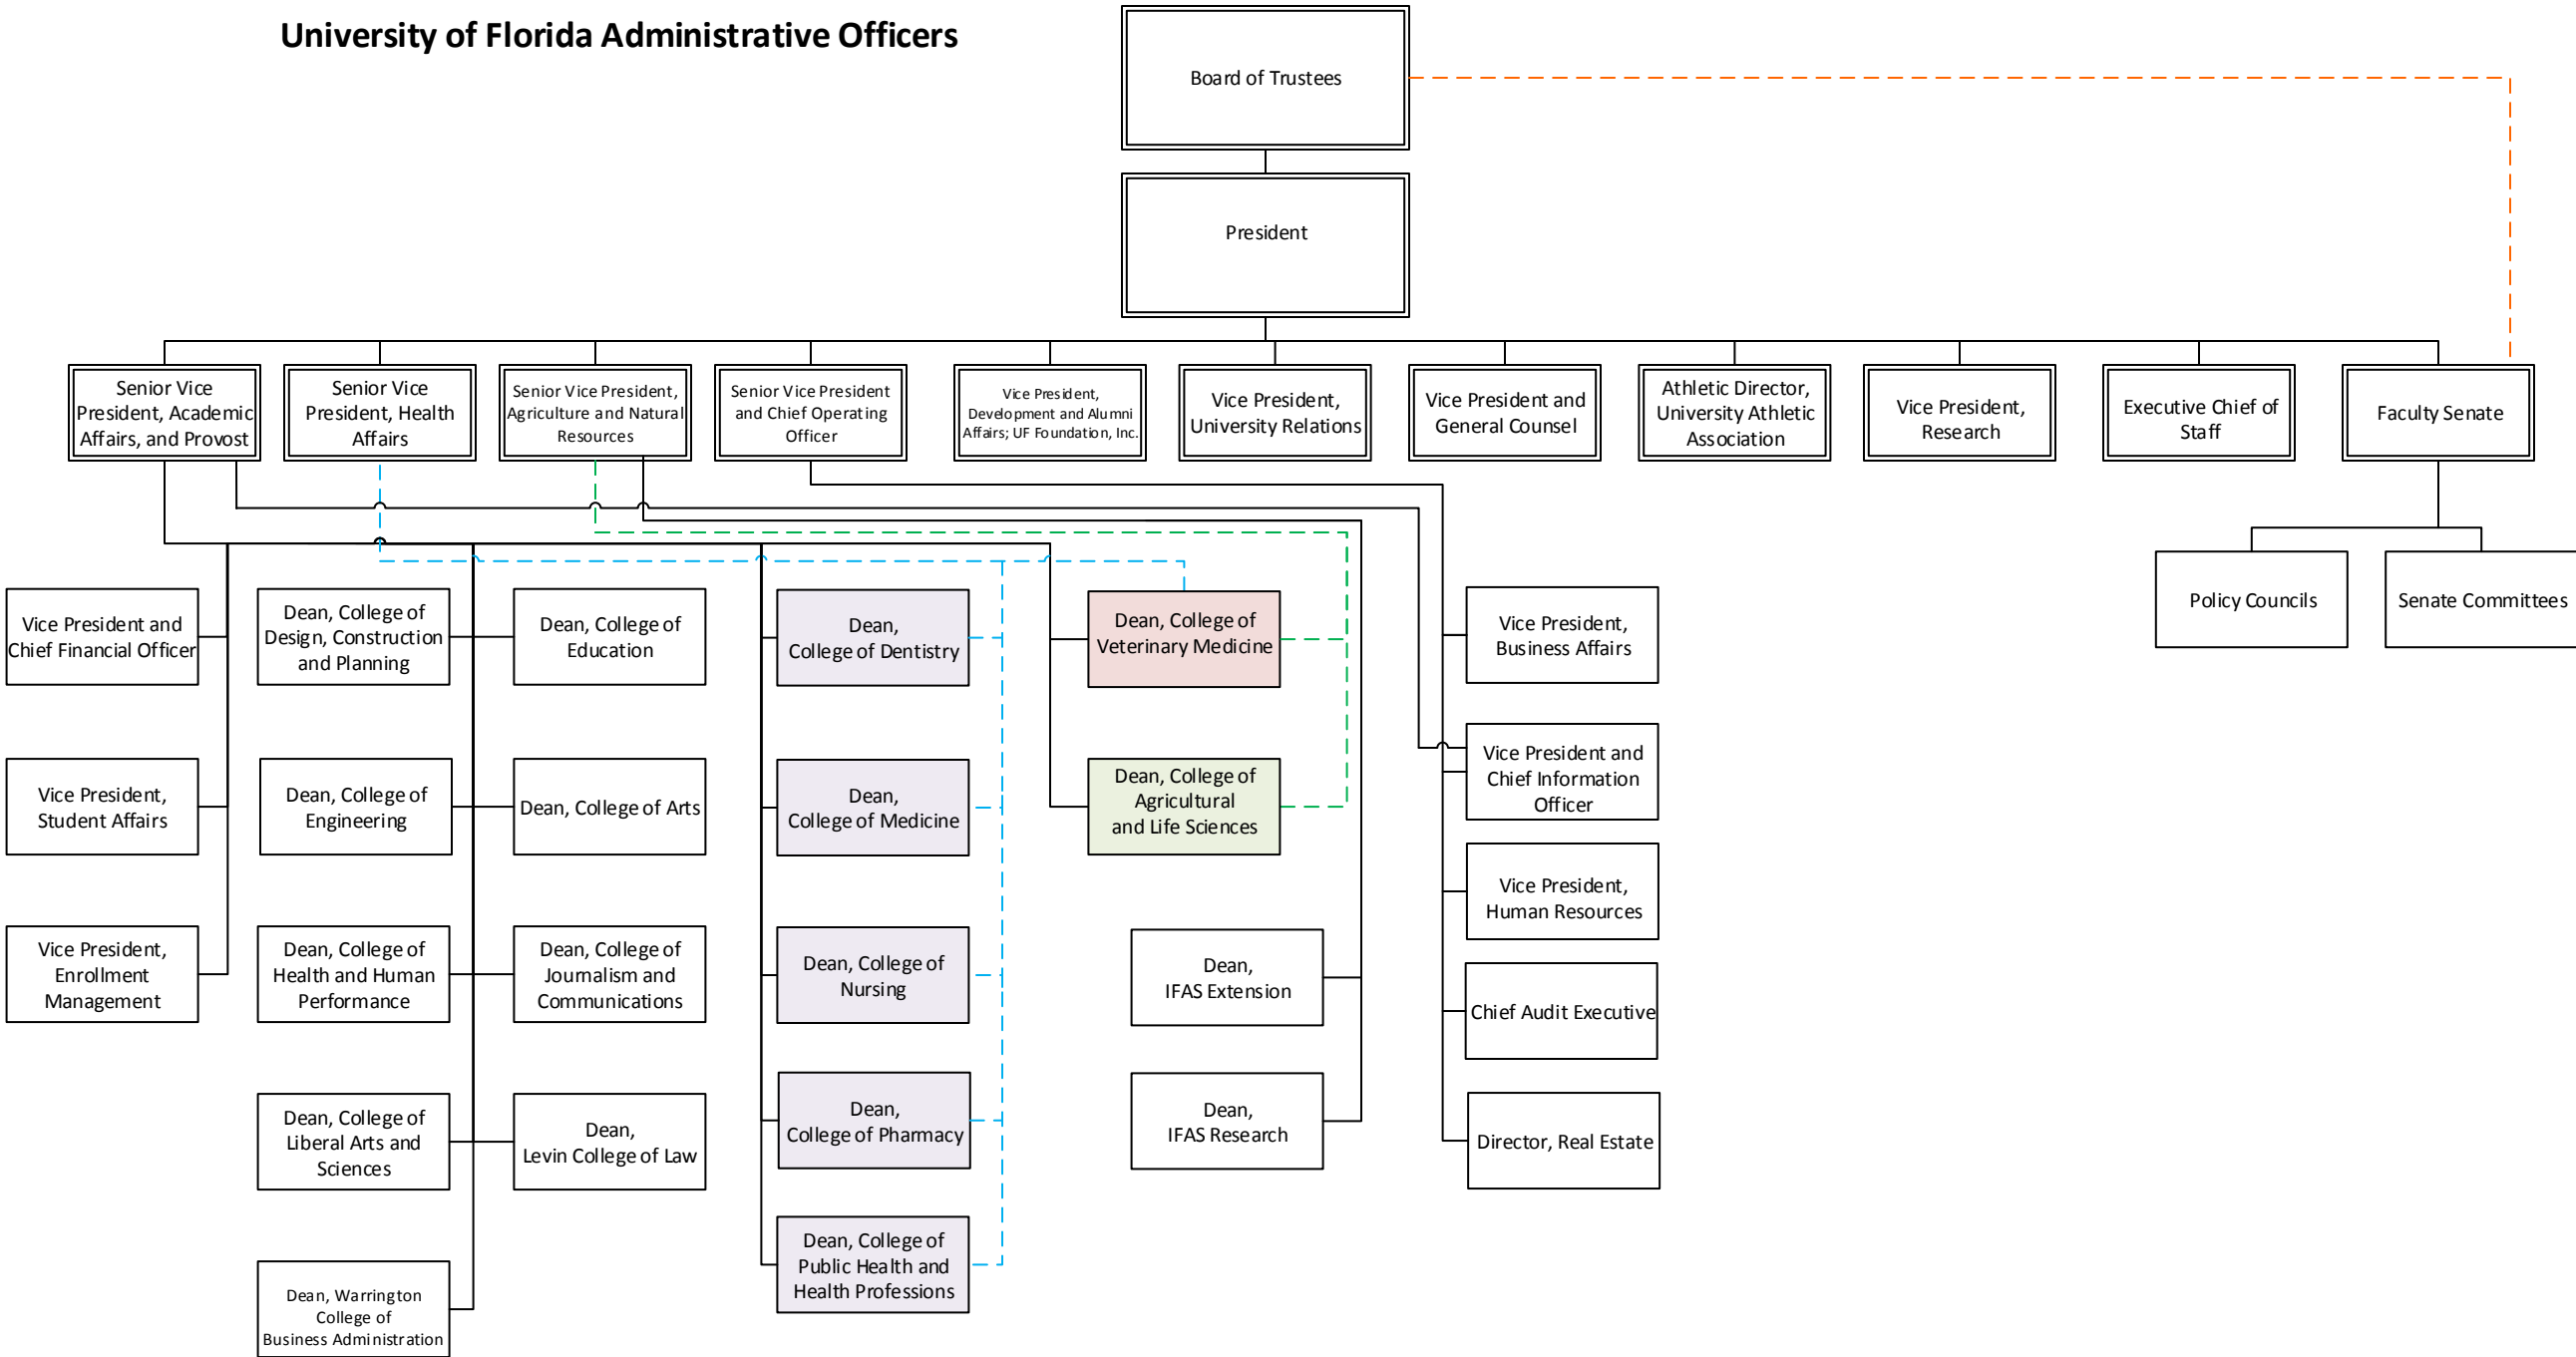 University of Florida Administrative Officers
Board of Trustees
President
Senior Vice
President, Academic
Affairs, and Provost
Senior Vice
President, Health
Affairs
Senior Vice President,
Agriculture and Natural
Resources
Senior Vice President
and Chief Operating
Officer
Vice President,
Development and Alumni
Affairs; UF Foundation, Inc.
Vice President,
University Relations
Vice President and
General Counsel
Athletic Director,
University Athletic
Association
Vice President,
Research
Executive Chief of
Staff
Faculty Senate
Policy Councils
Senate Committees
Vice President and
Chief Financial Officer
Dean, College of
Design, Construction
and Planning
Dean, College of
Education
Dean,
College of Dentistry
Dean, College of
Veterinary Medicine
Vice President,
Business Affairs
Vice President,
Student Affairs
Dean, College of
Engineering
Dean, College of Arts
Dean,
College of Medicine
Dean, College of
Agricultural
and Life Sciences
Vice President and
Chief Information
Officer
Vice President,
Human Resources
Vice President,
Enrollment
Management
Dean, College of
Health and Human
Performance
Dean, College of
Journalism and
Communications
Dean, College of
Nursing
Dean,
IFAS Extension
Chief Audit Executive
Dean, College of
Liberal Arts and
Sciences
Dean,
Levin College of Law
Dean,
College of Pharmacy
Dean,
IFAS Research
Director, Real Estate
Dean, College of
Public Health and
Health Professions
Dean, Warrington
College of
Business Administration